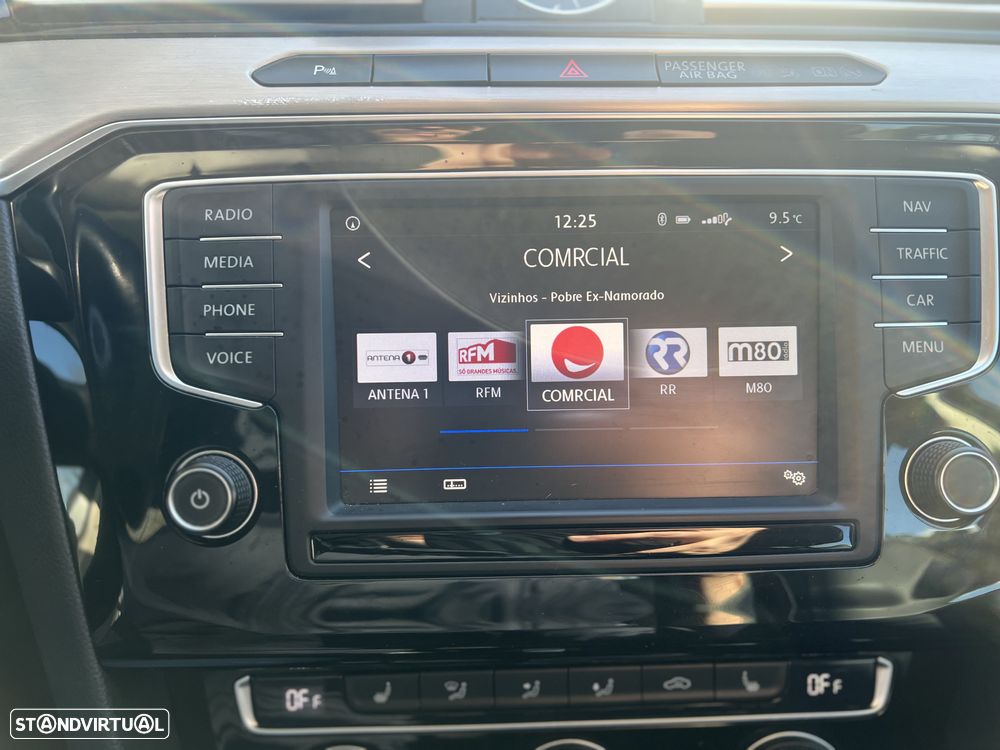 P
PASSENGER
AIR BAG
RADIO
MEDIA
PHONE
VOICE
12:25
9.5 °C
<
COMRCIAL
>
Vizinhos - Pobre Ex-Namorado
ANTENA 1
RFM
SÓ GRANDES MÚSICAS.
RR
m80 rádio
ANTENA 1
RFM
COMRCIAL
RR
M80
NAV
TRAFFIC
CAR
MENU
OFF
OFF
STANDVIRTUAL